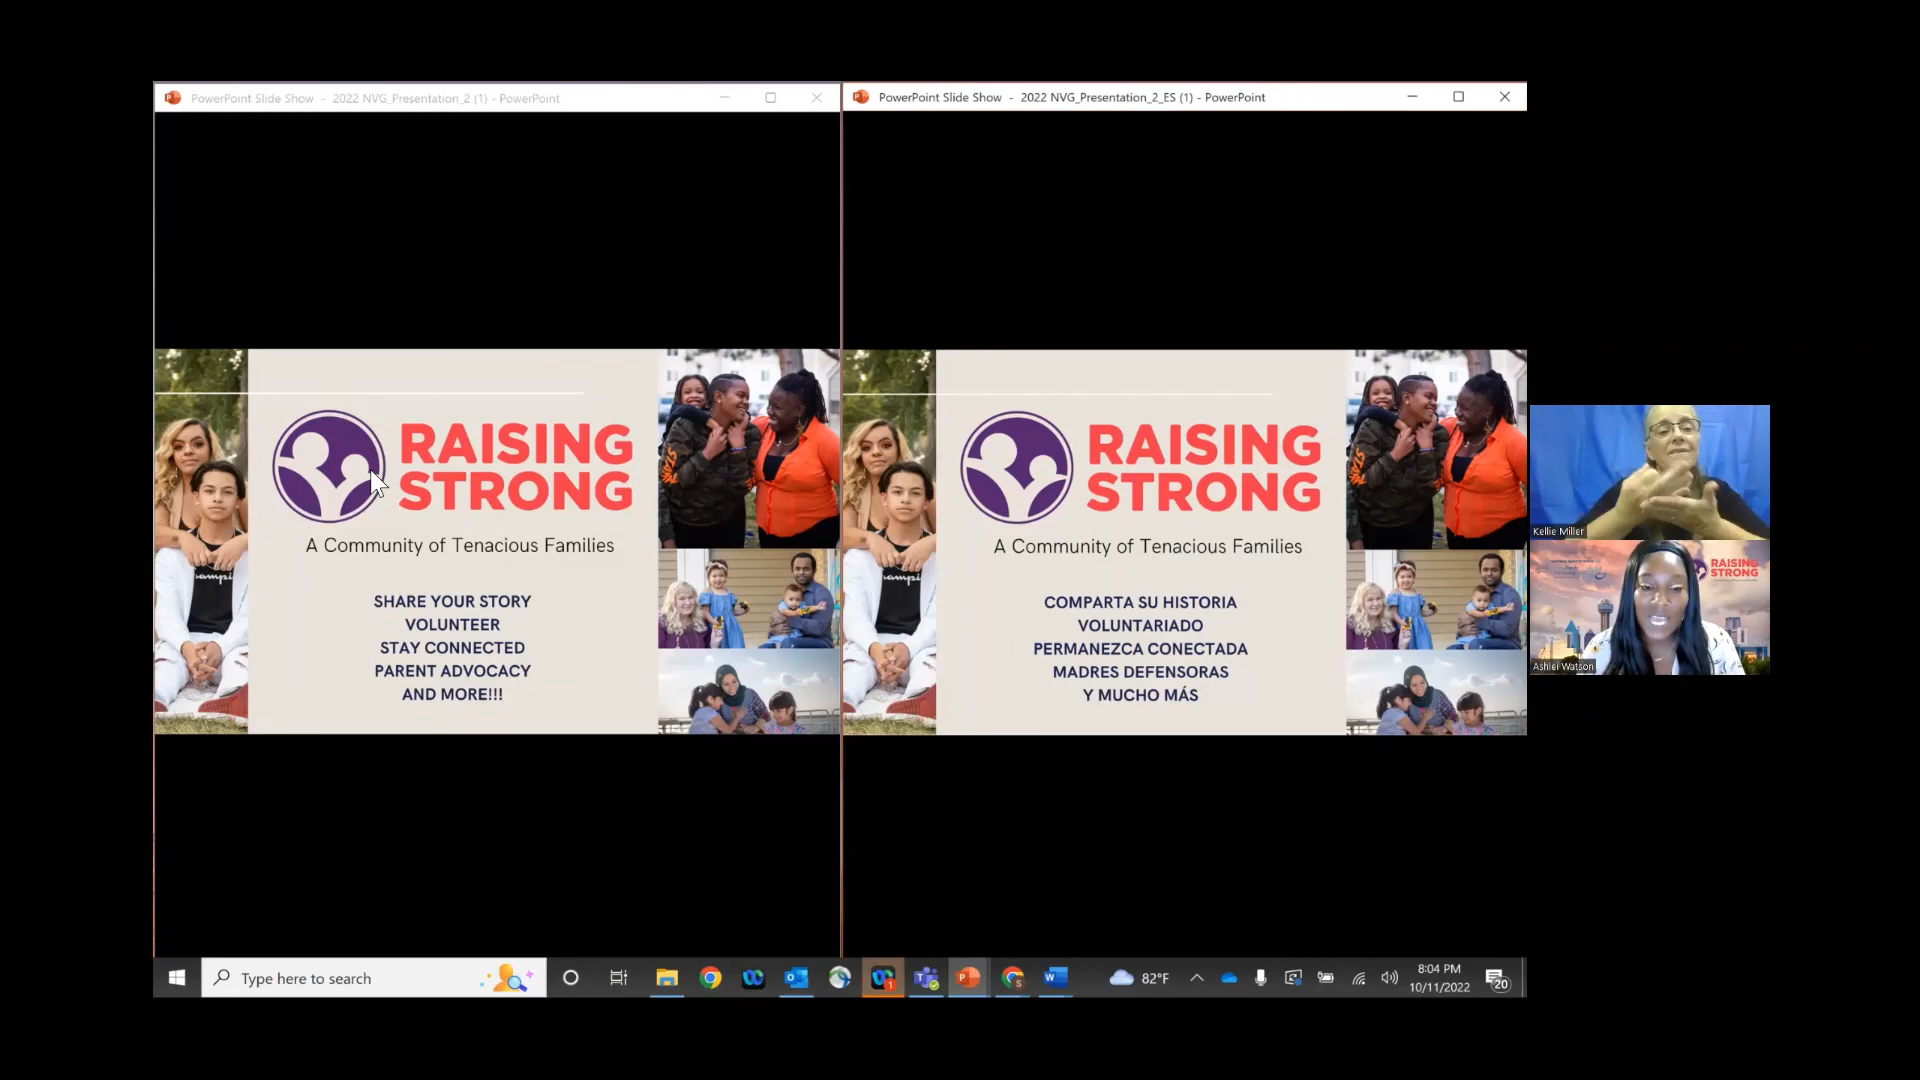 PowerPoint Slide Show - 2022 NVG_Presentation_2 (1) - PowerPoint
RAISING
STRONG
A Community of Tenacious Families
SHARE YOUR STORY
VOLUNTEER
STAY CONNECTED
PARENT ADVOCACY
AND MORE!!!
ampi
PowerPoint Slide Show - 2022 NVG_Presentation_2_ES (1) - PowerPoint
RAISING
STRONG
A Community of Tenacious Families
COMPARTA SU HISTORIA
VOLUNTARIADO
PERMANEZCA CONECTADA
MADRES DEFENSORAS
Y MUCHO MÁS
ampi
Kellie Miller
RAISING
STRONG
Ashlei Watson
Type here to search
82°F
8:04 PM
10/11/2022
20